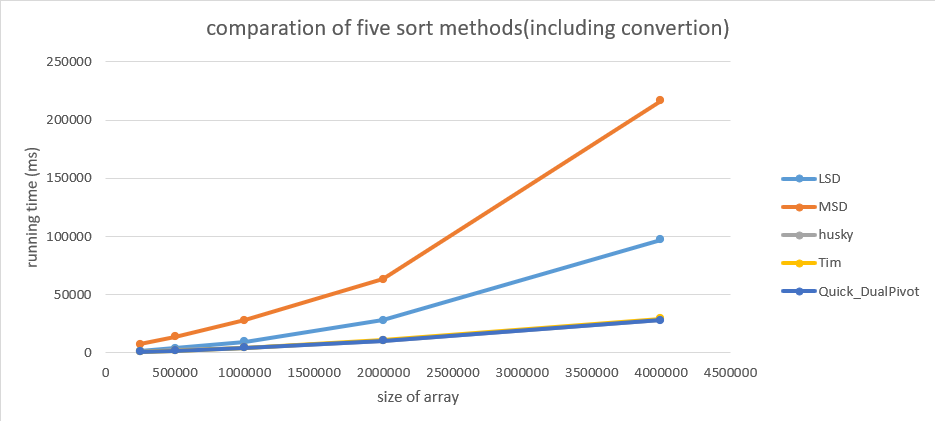 comparation of five sort methods(including convertion)
250000
200000
150000
100000
50000
0
running time (ms)
0 500000 1000000 1500000 2000000 2500000 3000000 3500000 4000000 4500000
size of array
LSD
MSD
husky
Tim
Quick_DualPivot